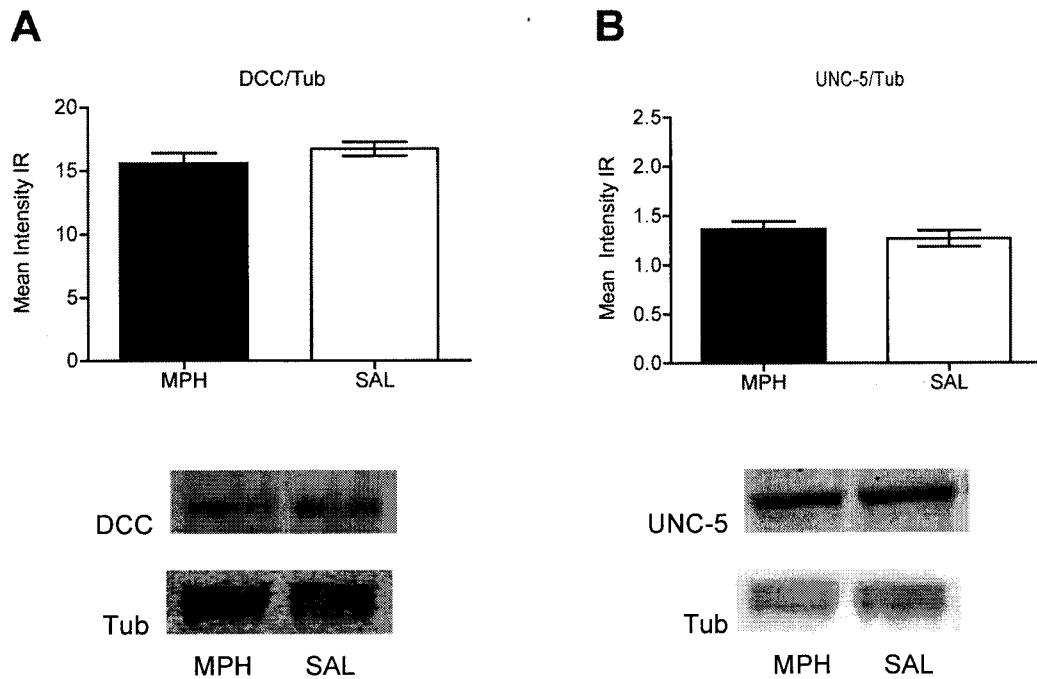 A
DCC/Tub
Mean Intensity IR
20
15
10
5
0
MPH
SAL
DCC
Tub
MPH
SAL
B
UNC-5/Tub
Mean Intensity IR
2.5
2.0
1.5
1.0
0.5
0.0
MPH
SAL
UNC-5
Tub
MPH
SAL